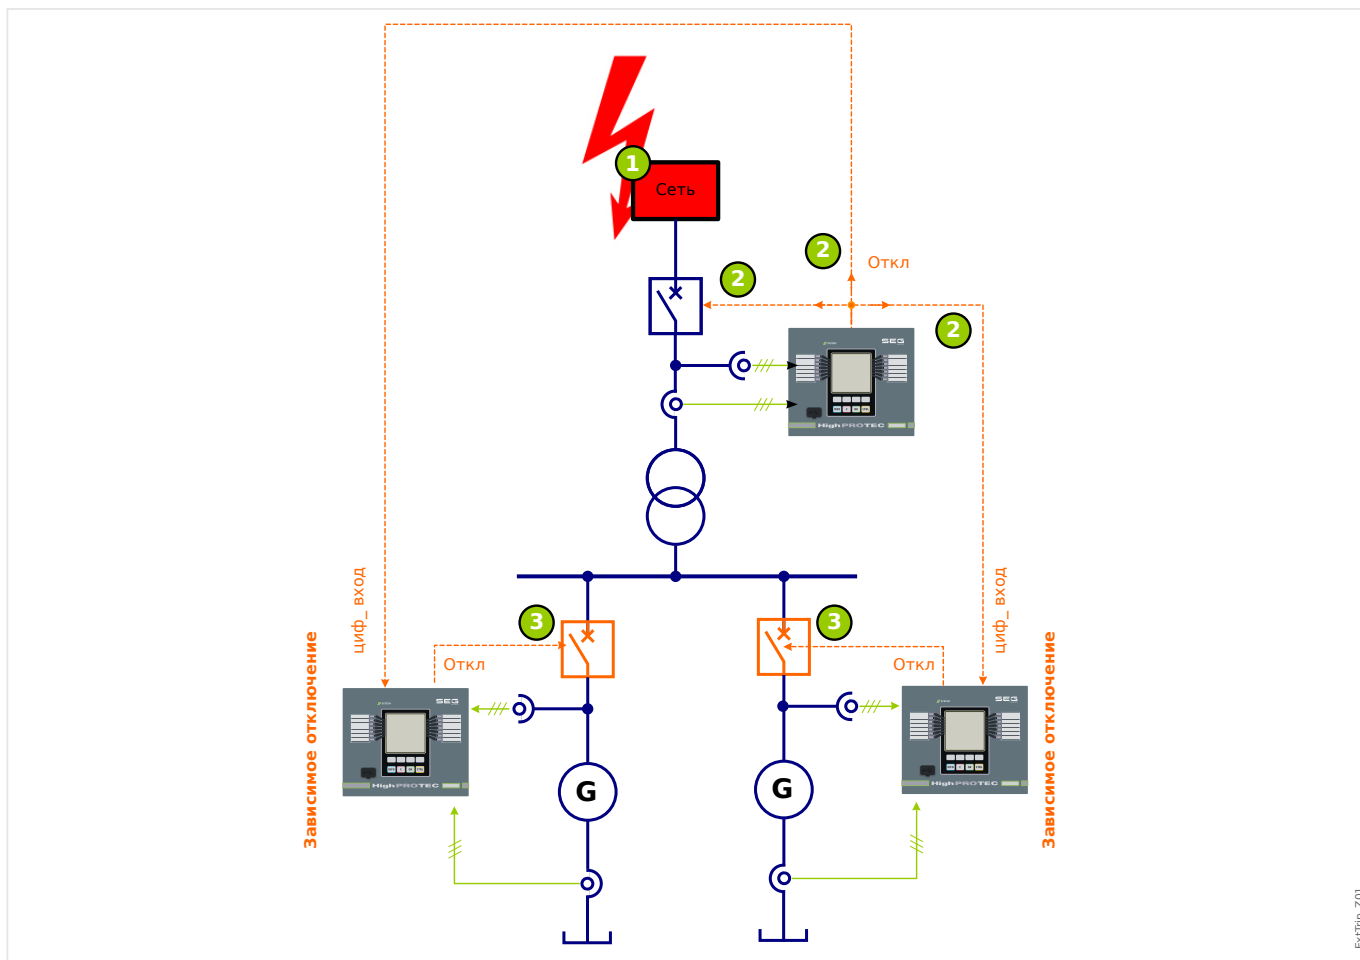 1
Сеть
2
Откл
2
2
SEG
HighPROTEC
циф_ вход
циф_ вход
3
3
Откл
Откл
Зависимое отключение
Зависимое отключение
SEG
SEG
HighPROTEC
HighPROTEC
G
G
ExtTrip_Z01